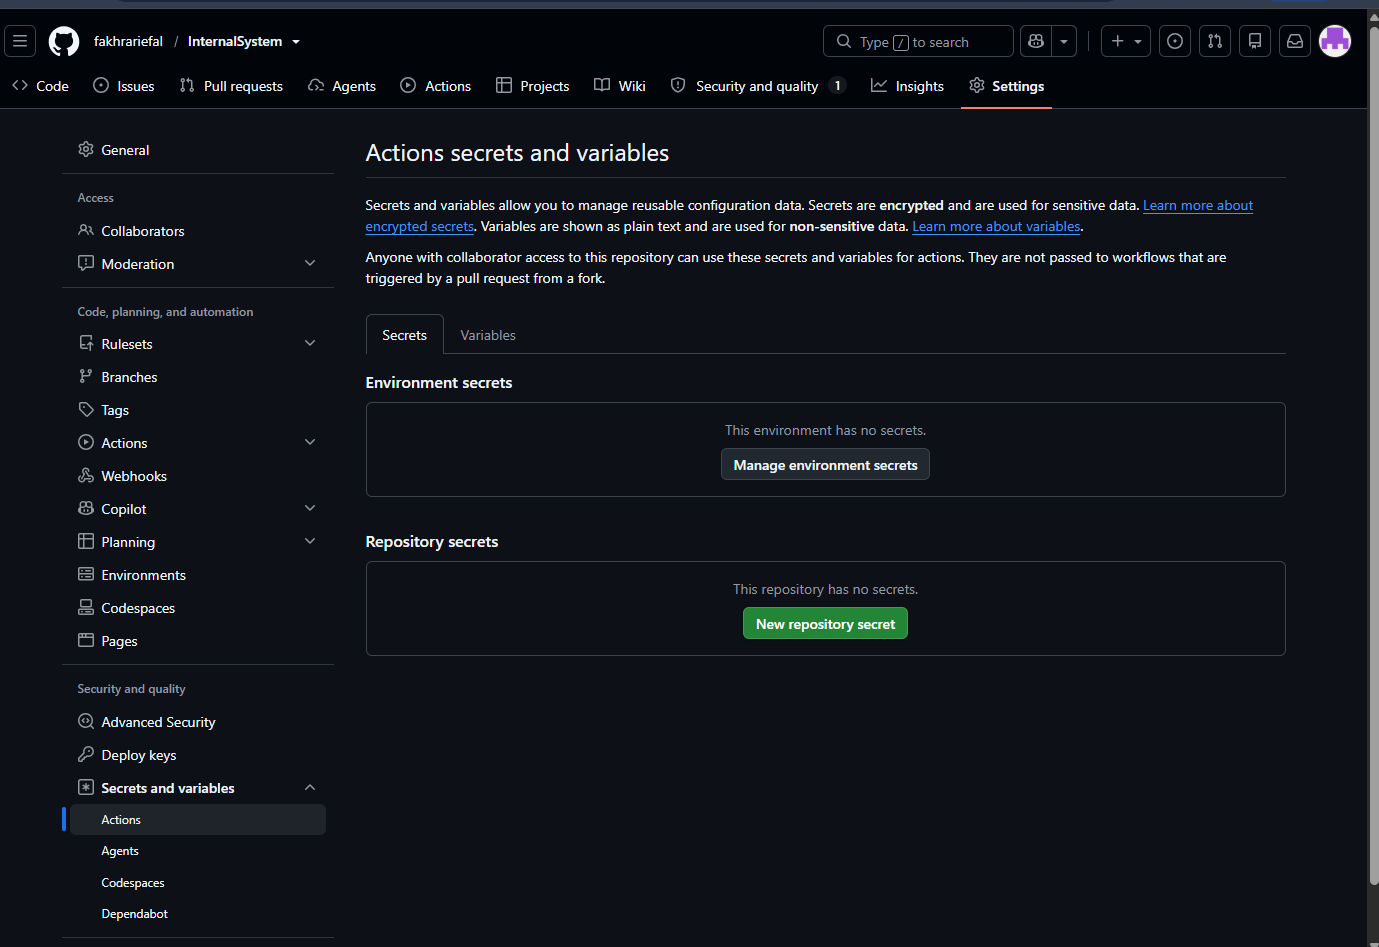 fakhrariefal / InternalSystem
Type / to search
Code
Issues
Pull requests
Agents
Actions
Projects
Wiki
Security and quality 1
Insights
Settings
General
Access
Collaborators
Moderation
Code, planning, and automation
Rulesets
Branches
Tags
Actions
Webhooks
Copilot
Planning
Environments
Codespaces
Pages
Security and quality
Advanced Security
Deploy keys
Secrets and variables
Actions
Agents
Codespaces
Dependabot
Actions secrets and variables
Secrets and variables allow you to manage reusable configuration data. Secrets are encrypted and are used for sensitive data. Learn more about
encrypted secrets. Variables are shown as plain text and are used for non-sensitive data. Learn more about variables.
Anyone with collaborator access to this repository can use these secrets and variables for actions. They are not passed to workflows that are
triggered by a pull request from a fork.
Secrets
Variables
Environment secrets
This environment has no secrets.
Manage environment secrets
Repository secrets
This repository has no secrets.
New repository secret